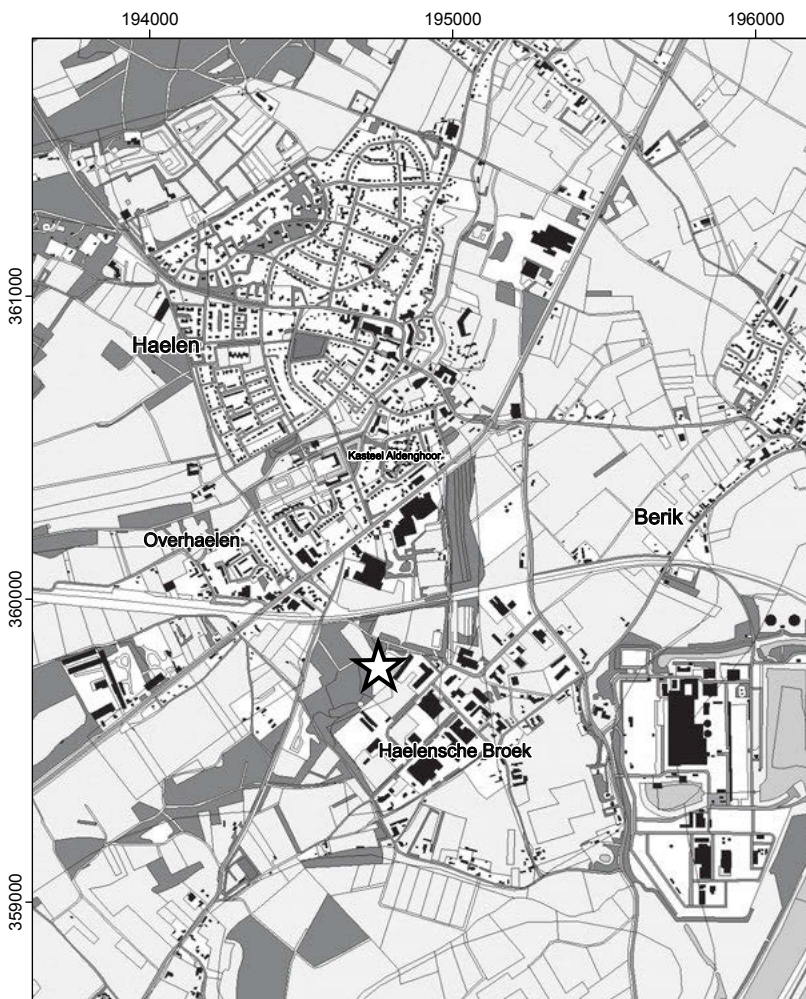 194000
195000
196000
361000
Haelen
Kasteel Aldenghoor
Berik
Overhaelen
360000
Haelensche Broek
359000